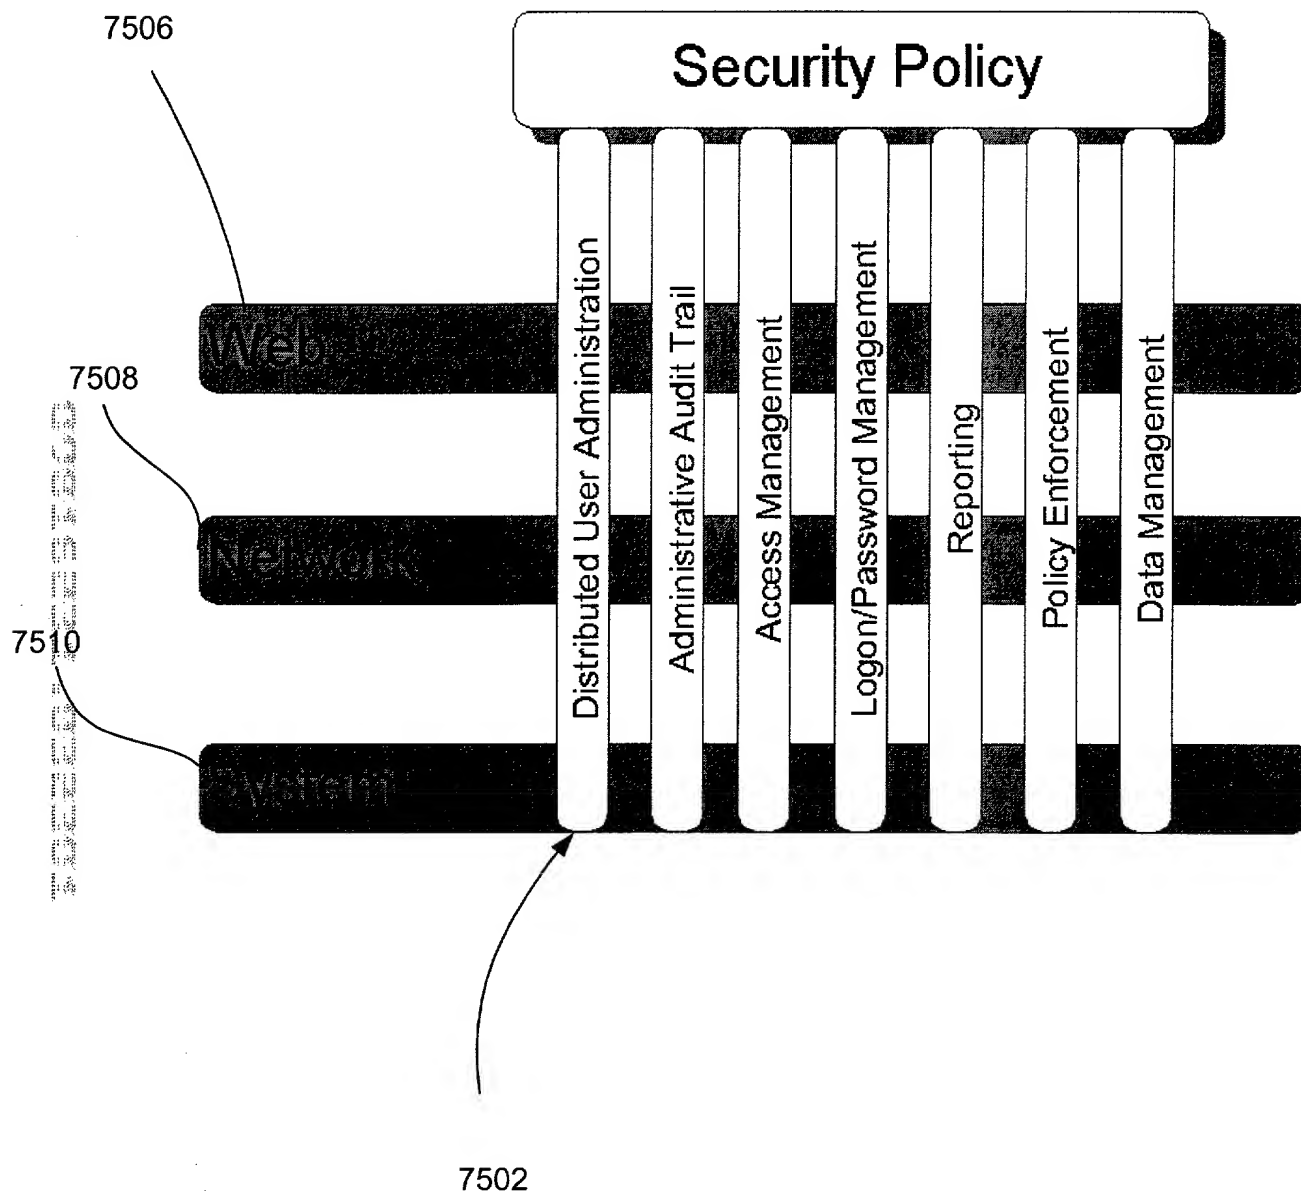 7506
Security Policy
Web
7508
Network
7510
System
Distributed User Administration
Administrative Audit Trail
Access Management
Logon/Password Management
Reporting
Policy Enforcement
Data Management
7502